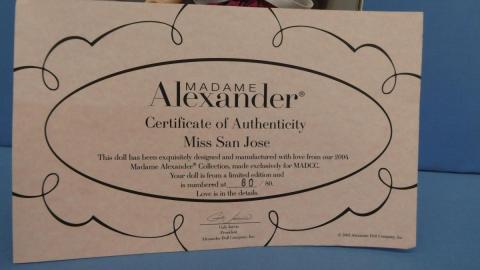 MADAME
Alexander®
Certificate of Authenticity
Miss San Jose
This doll has been exquisitely designed and manufactured with love from our 2004
Madame Alexander® Collection, made exclusively for MADCC.
Your doll is from a limited edition and
is numbered at 80 / 80.
Love is in the details.
Gale Jarvis
President
Alexander Doll Company, Inc.
Alexander Doll Company, Inc.